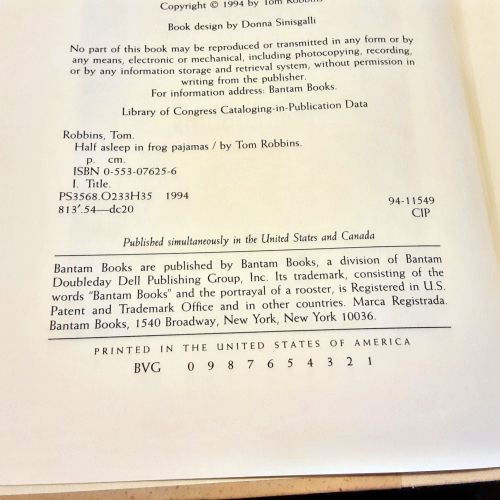 Copyright © 1994 by Tom Robbins
Book design by Donna Sinisgalli
No part of this book may be reproduced or transmitted in any form or by
any means, electronic or mechanical, including photocopying, recording,
or by any information storage and retrieval system, without permission in
writing from the publisher.
For information address: Bantam Books.
Library of Congress Cataloging-in-Publication Data
Robbins, Tom.
Half asleep in frog pajamas / by Tom Robbins.
p. cm.
ISBN 0-553-07625-6
I. Title.
PS3568.O233H35 1994
813'.54—dc20
94-11549
CIP
Published simultaneously in the United States and Canada
Bantam Books are published by Bantam Books, a division of Bantam
Doubleday Dell Publishing Group, Inc. Its trademark, consisting of the
words "Bantam Books" and the portrayal of a rooster, is Registered in U.S.
Patent and Trademark Office and in other countries. Marca Registrada.
Bantam Books, 1540 Broadway, New York, New York 10036.
PRINTED IN THE UNITED STATES OF AMERICA
BVG 0 9 8 7 6 5 4 3 2 1